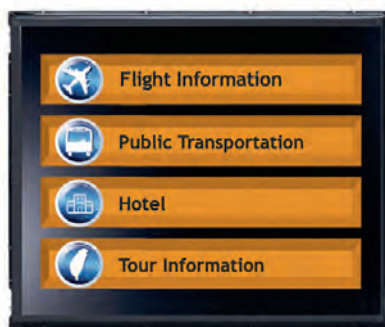 Flight Information
Public Transportation
Hotel
Tour Information